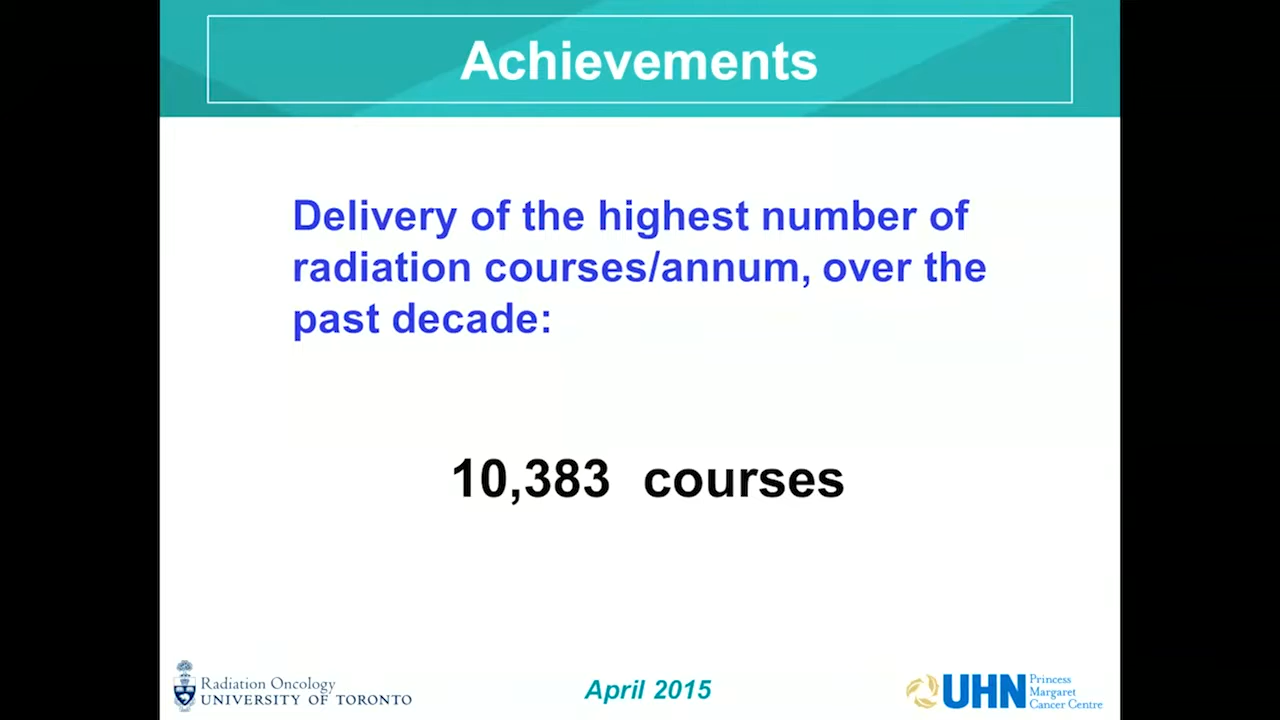 Achievements
Delivery of the highest number of
radiation courses/annum, over the
past decade:
10,383 courses
Radiation Oncology
UNIVERSITY OF TORONTO
April 2015
UHN
Princess
Margaret
Cancer Centre